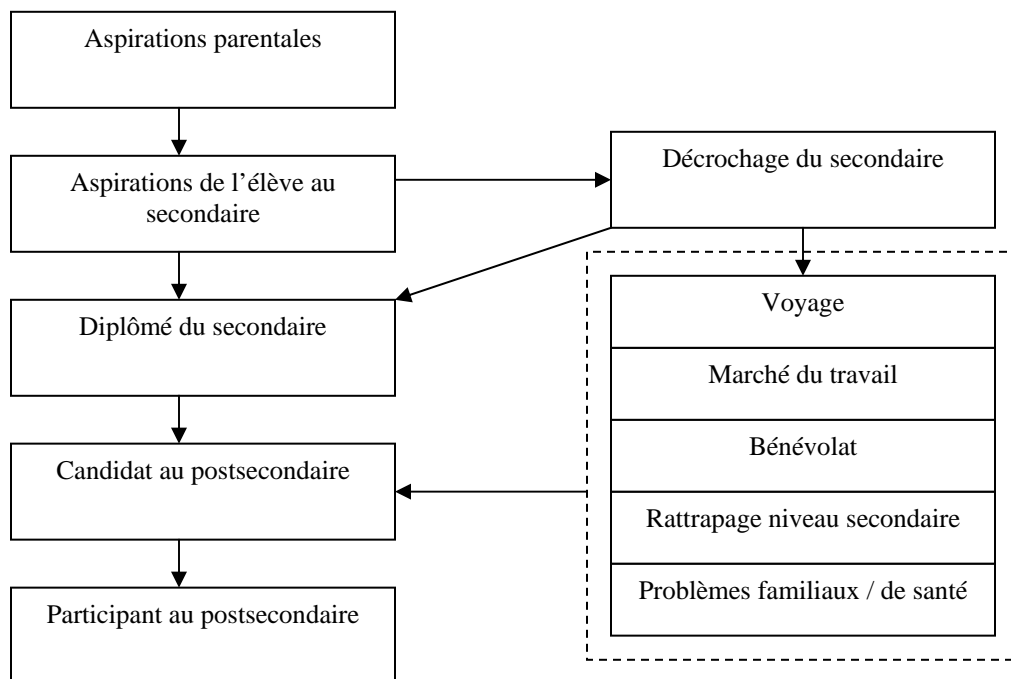 Aspirations parentales
Aspirations de l’élève au
secondaire
Diplômé du secondaire
Candidat au postsecondaire
Participant au postsecondaire
Décrochage du secondaire
Voyage
Marché du travail
Bénévolat
Rattrapage niveau secondaire
Problèmes familiaux / de santé